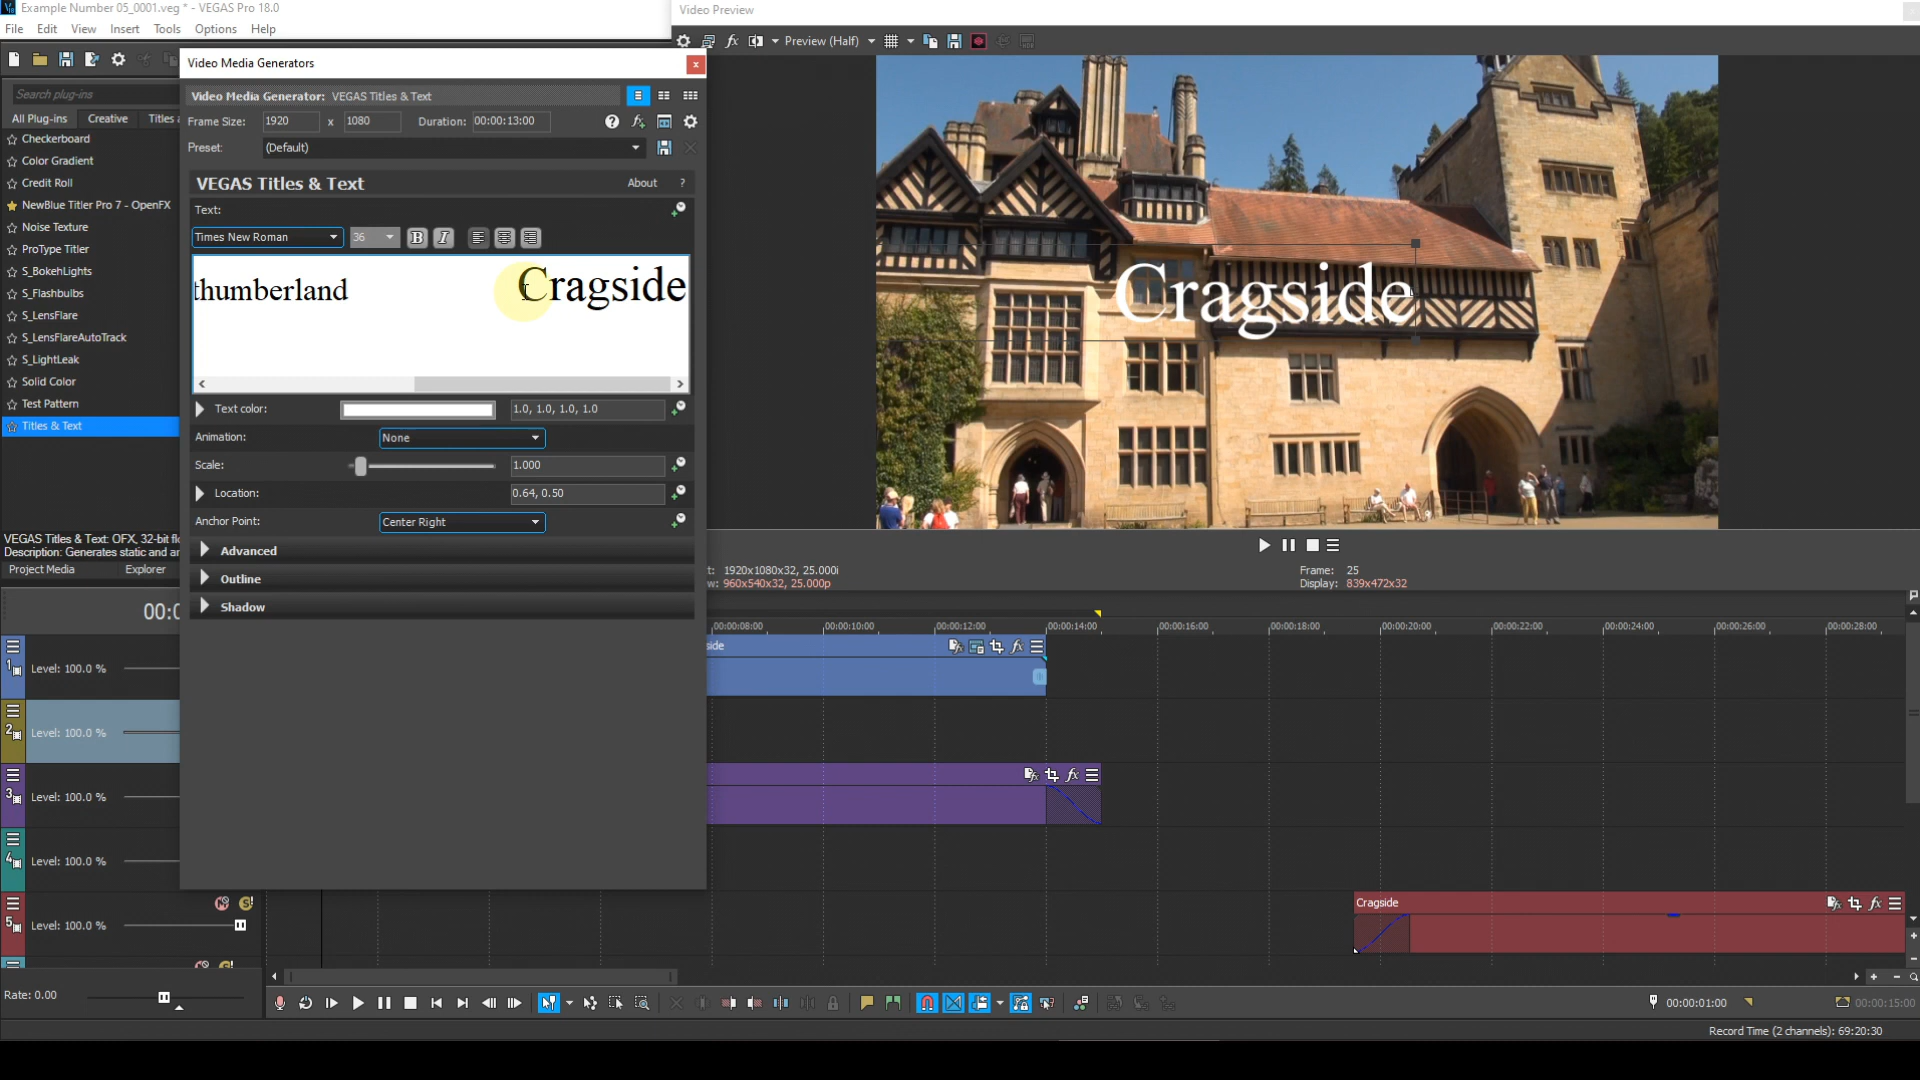 Example Number 05_0001.veg * - VEGAS Pro 18.0
Video Preview
File Edit View Insert Tools Options Help
Preview (Half)
Video Media Generators
x
Search plug-ins
Video Media Generator: VEGAS Titles & Text
All Plug-ins Creative Titles
Frame Size: 1920 x 1080 Duration: 00:00:13:00
Preset: (Default)
Checkerboard
Color Gradient
Credit Roll
NewBlue Titler Pro 7 - OpenFX
Noise Texture
ProType Titler
S_BokehLights
S_Flashbulbs
S_LensFlare
S_LensFlareAutoTrack
S_LightLeak
Solid Color
Test Pattern
Titles & Text
VEGAS Titles & Text About ?
Text:
Times New Roman 36 B I
thumberland Cragside
Cragside
Text color: 1.0, 1.0, 1.0, 1.0
Animation: None
Scale: 1.000
Location: 0.64, 0.50
Anchor Point: Center Right
Advanced
Outline
Shadow
VEGAS Titles & Text: OFX, 32-bit flo
Description: Generates static and an
Project Media Explorer
t: 1920x1080x32, 25.000i
w: 960x540x32, 25.000p
Frame: 25
Display: 839x472x32
00:0
00:00:08:00 00:00:10:00 00:00:12:00 00:00:14:00 00:00:16:00 00:00:18:00 00:00:20:00 00:00:22:00 00:00:24:00 00:00:26:00 00:00:28:00
side
1 Level: 100.0 %
2 Level: 100.0 %
3 Level: 100.0 %
4 Level: 100.0 %
5 Level: 100.0 %
Cragside
Rate: 0.00
00:00:01:00 00:00:15:00
Record Time (2 channels): 69:20:30